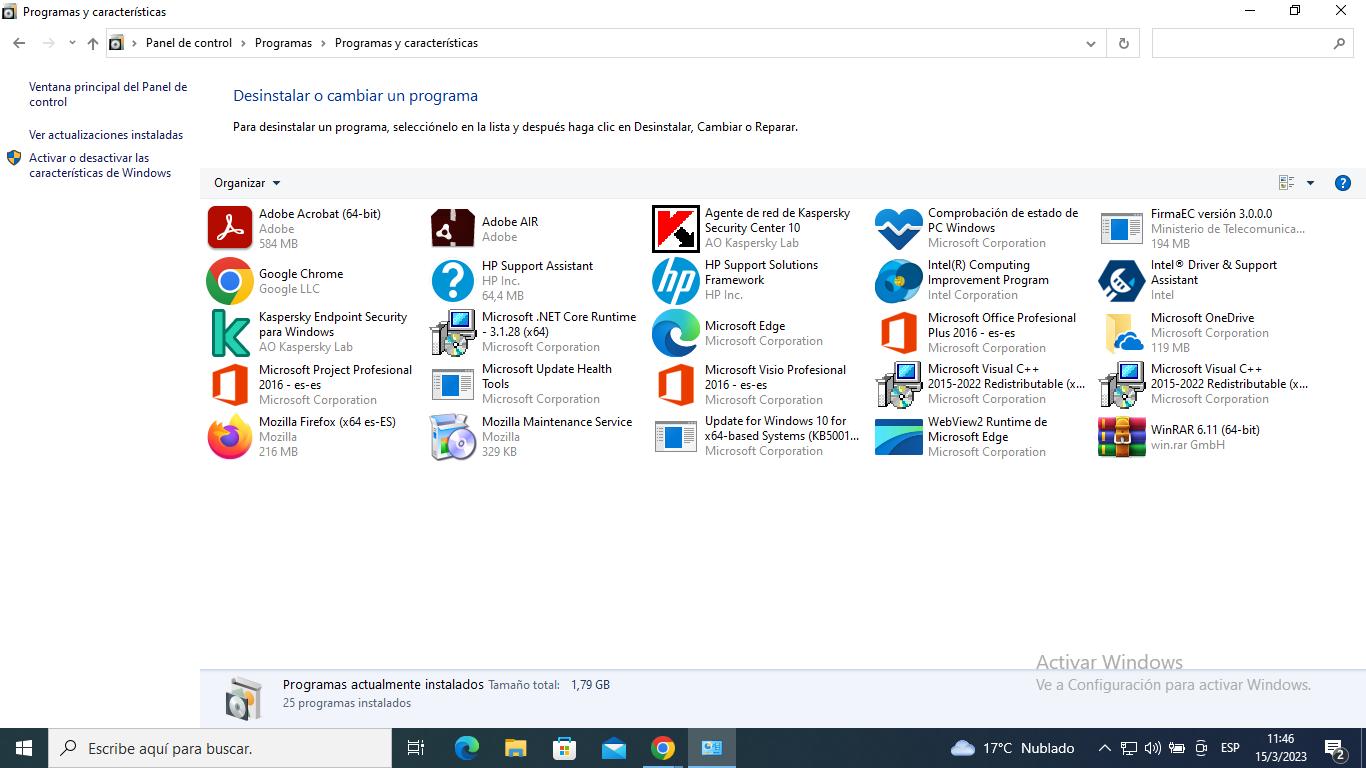 Programas y características
Panel de control > Programas > Programas y características
Ventana principal del Panel de
control
Ver actualizaciones instaladas
Activar o desactivar las
características de Windows
Desinstalar o cambiar un programa
Para desinstalar un programa, selecciónelo en la lista y después haga clic en Desinstalar, Cambiar o Reparar.
Organizar
Adobe Acrobat (64-bit)
Adobe
584 MB
Adobe AIR
Adobe
Agente de red de Kaspersky
Security Center 10
AO Kaspersky Lab
Comprobación de estado de
PC Windows
Microsoft Corporation
FirmaEC versión 3.0.0.0
Ministerio de Telecomunica...
194 MB
Google Chrome
Google LLC
HP Support Assistant
HP Inc.
64,4 MB
HP Support Solutions
Framework
HP Inc.
Intel(R) Computing
Improvement Program
Intel Corporation
Intel® Driver & Support
Assistant
Intel
Kaspersky Endpoint Security
para Windows
AO Kaspersky Lab
Microsoft .NET Core Runtime
- 3.1.28 (x64)
Microsoft Corporation
Microsoft Edge
Microsoft Corporation
Microsoft Office Profesional
Plus 2016 - es-es
Microsoft Corporation
Microsoft OneDrive
Microsoft Corporation
119 MB
Microsoft Project Profesional
2016 - es-es
Microsoft Corporation
Microsoft Update Health
Tools
Microsoft Corporation
Microsoft Visio Profesional
2016 - es-es
Microsoft Corporation
Microsoft Visual C++
2015-2022 Redistributable (x...
Microsoft Corporation
Microsoft Visual C++
2015-2022 Redistributable (x...
Microsoft Corporation
Mozilla Firefox (x64 es-ES)
Mozilla
216 MB
Mozilla Maintenance Service
Mozilla
329 KB
Update for Windows 10 for
x64-based Systems (KB5001...
Microsoft Corporation
WebView2 Runtime de
Microsoft Edge
Microsoft Corporation
WinRAR 6.11 (64-bit)
win.rar GmbH
Activar Windows
Ve a Configuración para activar Windows.
Programas actualmente instalados Tamaño total: 1,79 GB
25 programas instalados
Escribe aquí para buscar.
17°C Nublado
ESP
11:46
15/3/2023
2